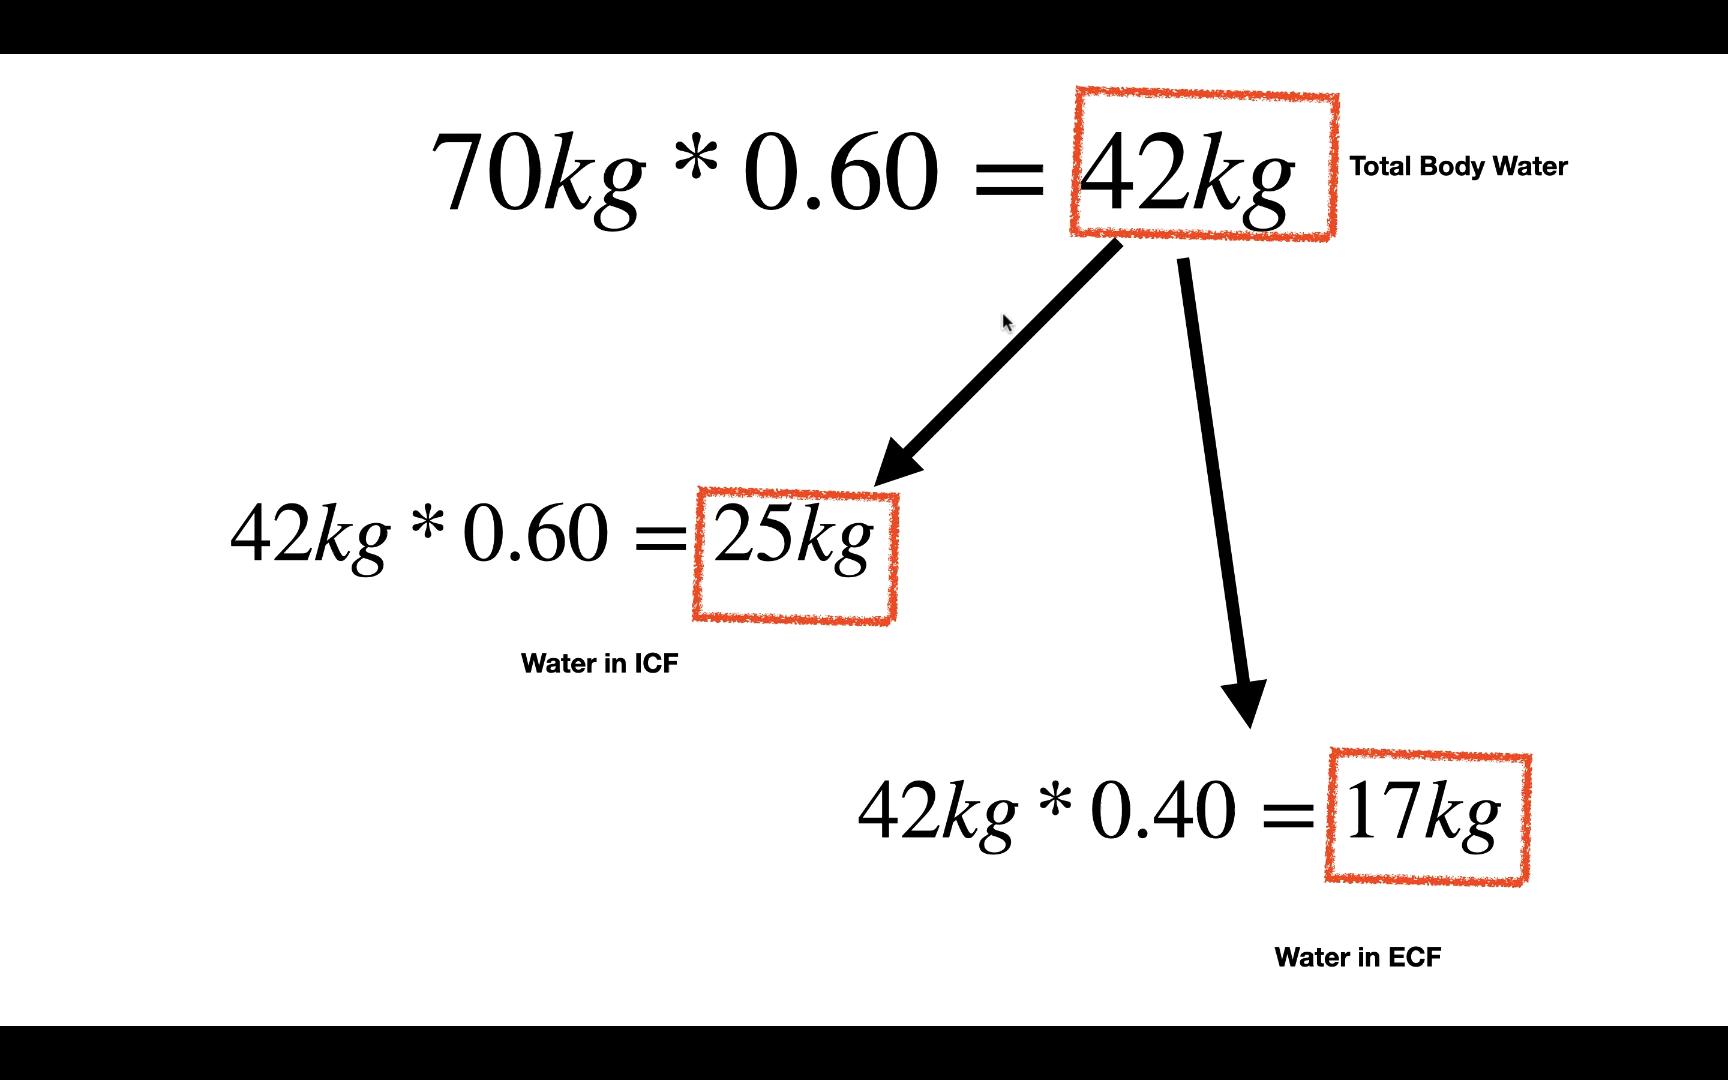 70kg * 0.60 = 42kg
Total Body Water
42kg * 0.60 = 25kg
Water in ICF
42kg * 0.40 = 17kg
Water in ECF